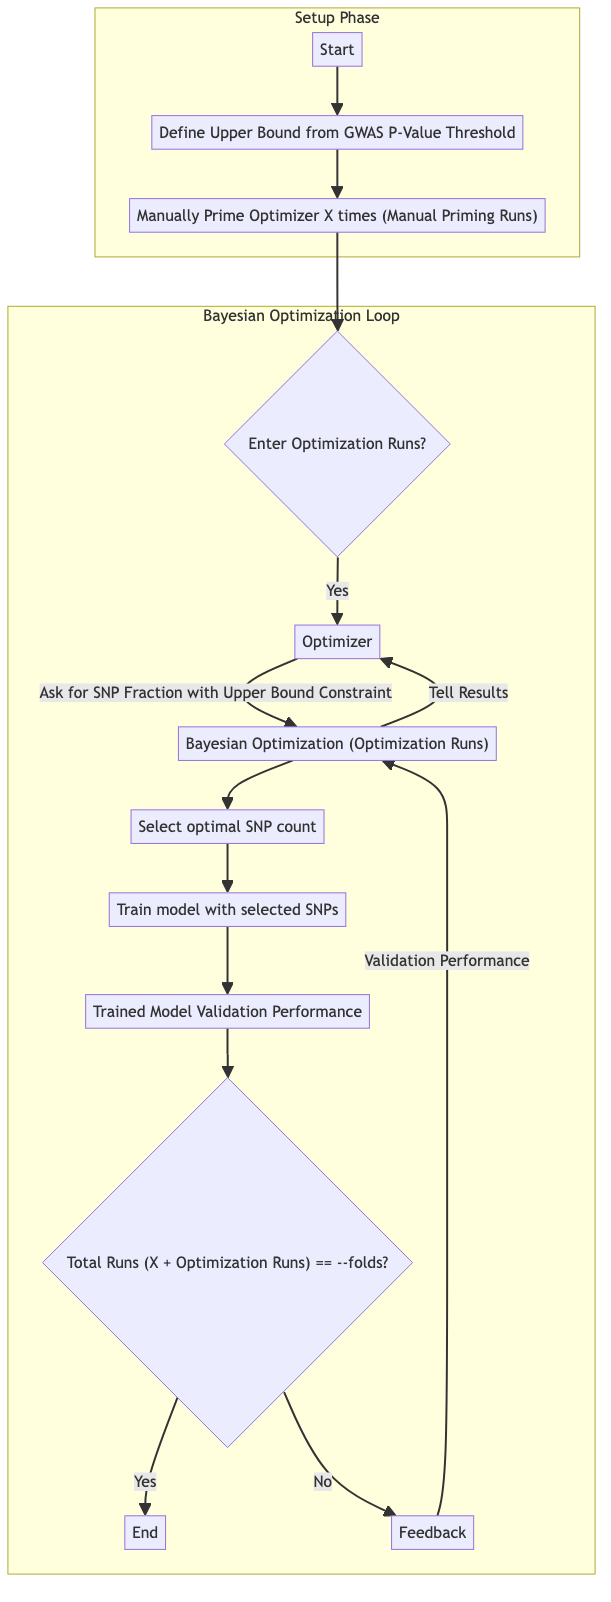 Setup Phase
Start
Define Upper Bound from GWAS P-Value Threshold
Manually Prime Optimizer X times (Manual Priming Runs)
Bayesian Optimization Loop
Enter Optimization Runs?
Yes
Optimizer
Ask for SNP Fraction with Upper Bound Constraint
Tell Results
Bayesian Optimization (Optimization Runs)
Select optimal SNP count
Train model with selected SNPs
Validation Performance
Trained Model Validation Performance
Total Runs (X + Optimization Runs) == --folds?
Yes
No
End
Feedback